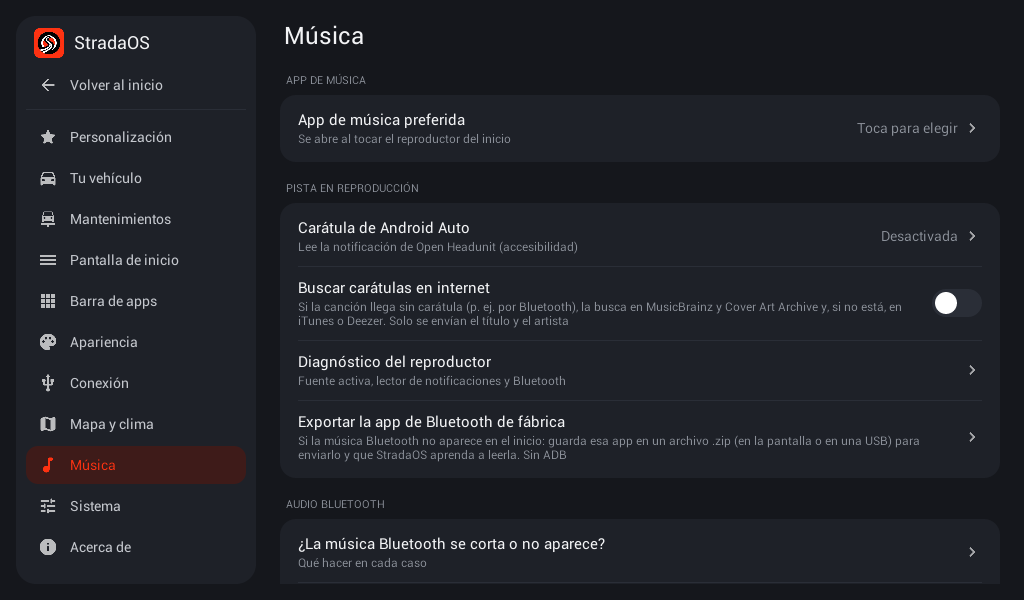 StradaOS
Volver al inicio
Personalización
Tu vehículo
Mantenimientos
Pantalla de inicio
Barra de apps
Apariencia
Conexión
Mapa y clima
Música
Sistema
Acerca de
Música
APP DE MÚSICA
App de música preferida
Se abre al tocar el reproductor del inicio
Toca para elegir
PISTA EN REPRODUCCIÓN
Carátula de Android Auto
Lee la notificación de Open Headunit (accesibilidad)
Desactivada
Buscar carátulas en internet
Si la canción llega sin carátula (p. ej. por Bluetooth), la busca en MusicBrainz y Cover Art Archive y, si no está, en
iTunes o Deezer. Solo se envían el título y el artista
Diagnóstico del reproductor
Fuente activa, lector de notificaciones y Bluetooth
Exportar la app de Bluetooth de fábrica
Si la música Bluetooth no aparece en el inicio: guarda esa app en un archivo .zip (en la pantalla o en una USB) para
enviarlo y que StradaOS aprenda a leerla. Sin ADB
AUDIO BLUETOOTH
¿La música Bluetooth se corta o no aparece?
Qué hacer en cada caso